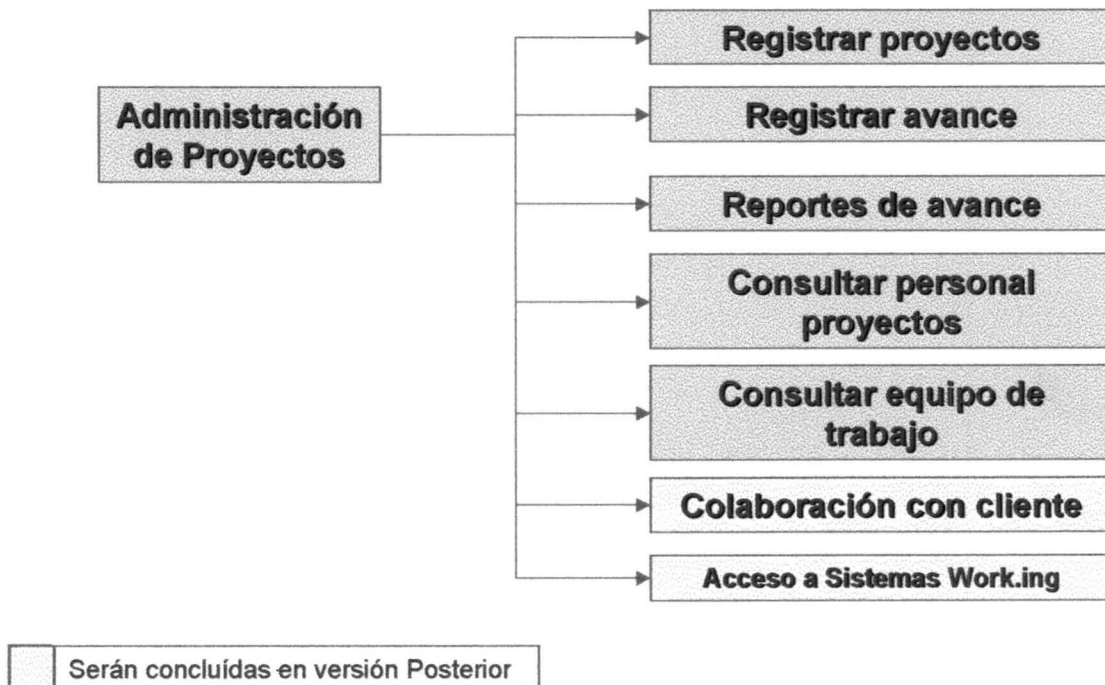 Administración
de Proyectos
Registrar proyectos
Registrar avance
Reportes de avance
Consultar personal
proyectos
Consultar equipo de
trabajo
Colaboración con cliente
Acceso a Sistemas Work.ing
Serán concluídas en versión Posterior